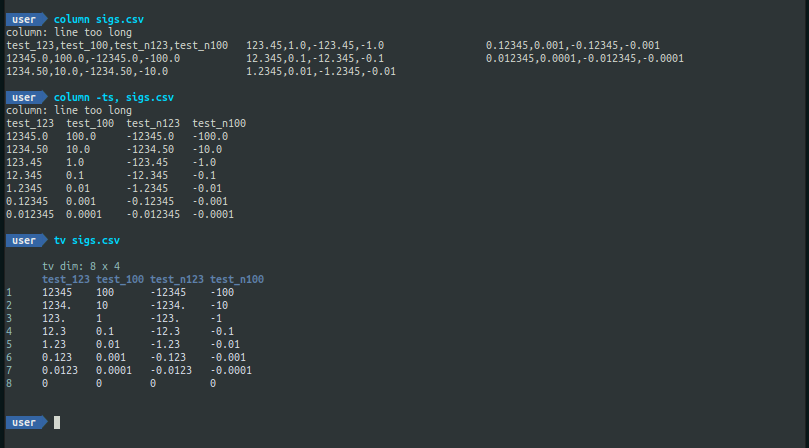 user column sigs.csv
column: line too long
test_123,test_100,test_n123,test_n100 123.45,1.0,-123.45,-1.0 0.12345,0.001,-0.12345,-0.001
12345.0,100.0,-12345.0,-100.0 12.345,0.1,-12.345,-0.1 0.012345,0.0001,-0.012345,-0.0001
1234.50,10.0,-1234.50,-10.0 1.2345,0.01,-1.2345,-0.01
user column -ts, sigs.csv
column: line too long
test_123 test_100 test_n123 test_n100
12345.0 100.0 -12345.0 -100.0
1234.50 10.0 -1234.50 -10.0
123.45 1.0 -123.45 -1.0
12.345 0.1 -12.345 -0.1
1.2345 0.01 -1.2345 -0.01
0.12345 0.001 -0.12345 -0.001
0.012345 0.0001 -0.012345 -0.0001
user tv sigs.csv
tv dim: 8 x 4
test_123 test_100 test_n123 test_n100
1 12345 100 -12345 -100
2 1234. 10 -1234. -10
3 123. 1 -123. -1
4 12.3 0.1 -12.3 -0.1
5 1.23 0.01 -1.23 -0.01
6 0.123 0.001 -0.123 -0.001
7 0.0123 0.0001 -0.0123 -0.0001
8 0 0 0 0
user